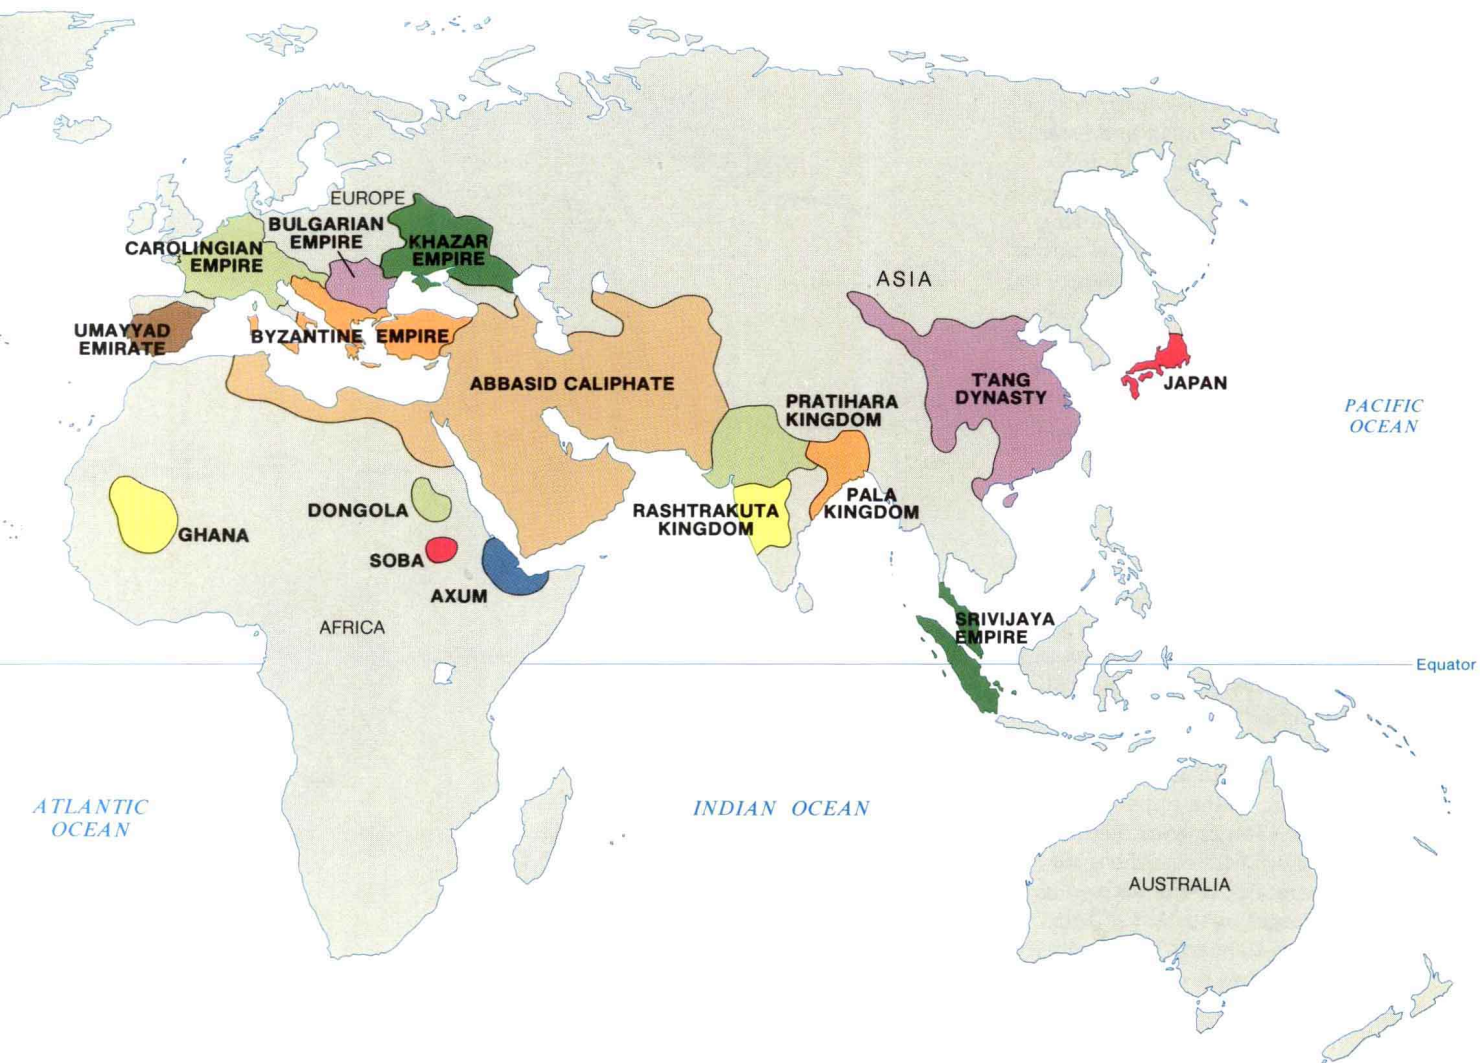 EUROPE
BULGARIAN
EMPIRE
CAROLINGIAN
EMPIRE
KHAZAR
EMPIRE
ASIA
UMAYYAD
EMIRATE
BYZANTINE EMPIRE
ABBASID CALIPHATE
T'ANG
DYNASTY
JAPAN
PRATIHARA
KINGDOM
PACIFIC
OCEAN
RASHTRAKUTA
KINGDOM
PALA
KINGDOM
GHANA
DONGOLA
SOBA
AXUM
AFRICA
SRIVIJAYA
EMPIRE
Equator
ATLANTIC
OCEAN
INDIAN OCEAN
AUSTRALIA